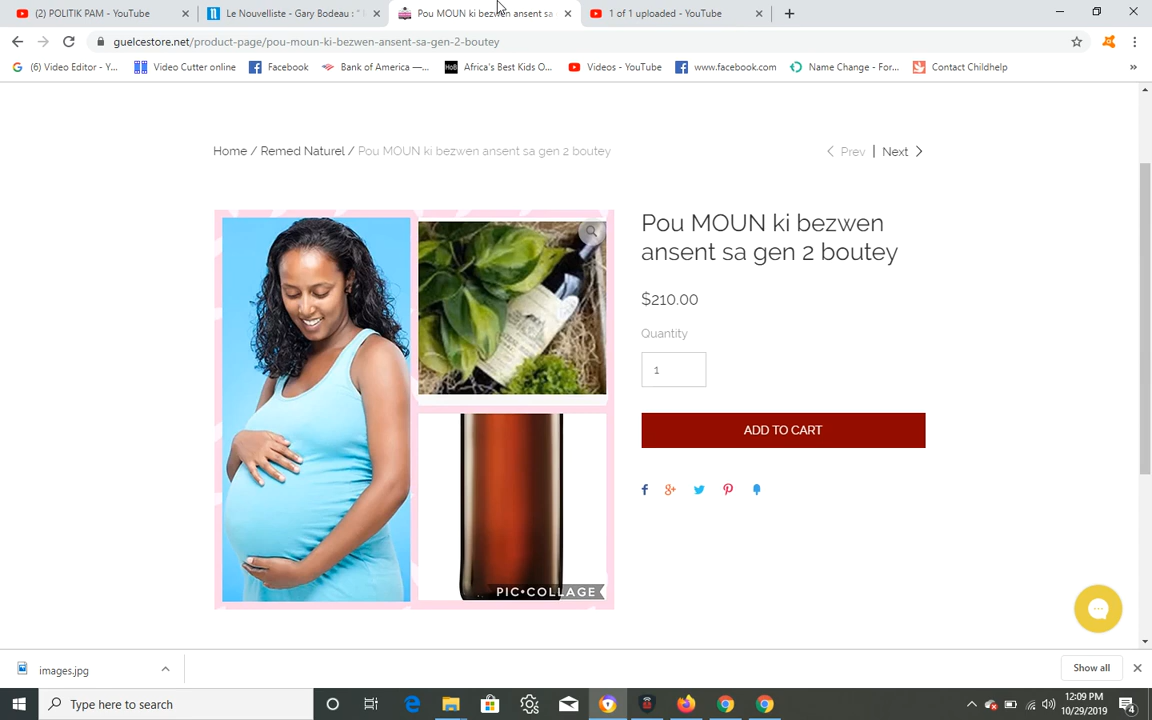 (2) POLITIK PAM - YouTube
Le Nouvelliste - Gary Bodeau : "
Pou MOUN ki bezwen ansent sa
1 of 1 uploaded - YouTube
guelcestore.net/product-page/pou-moun-ki-bezwen-ansent-sa-gen-2-boutey
(6) Video Editor - Y...
Video Cutter online
Facebook
Bank of America —...
Africa's Best Kids O...
Videos - YouTube
www.facebook.com
Name Change - For...
Contact Childhelp
»
Home / Remed Naturel / Pou MOUN ki bezwen ansent sa gen 2 boutey
Prev | Next
Pou MOUN ki bezwen
ansent sa gen 2 boutey
$210.00
Quantity
1
ADD TO CART
PIC•COLLAGE
images.jpg
Show all
Type here to search
12:09 PM
10/29/2019
4